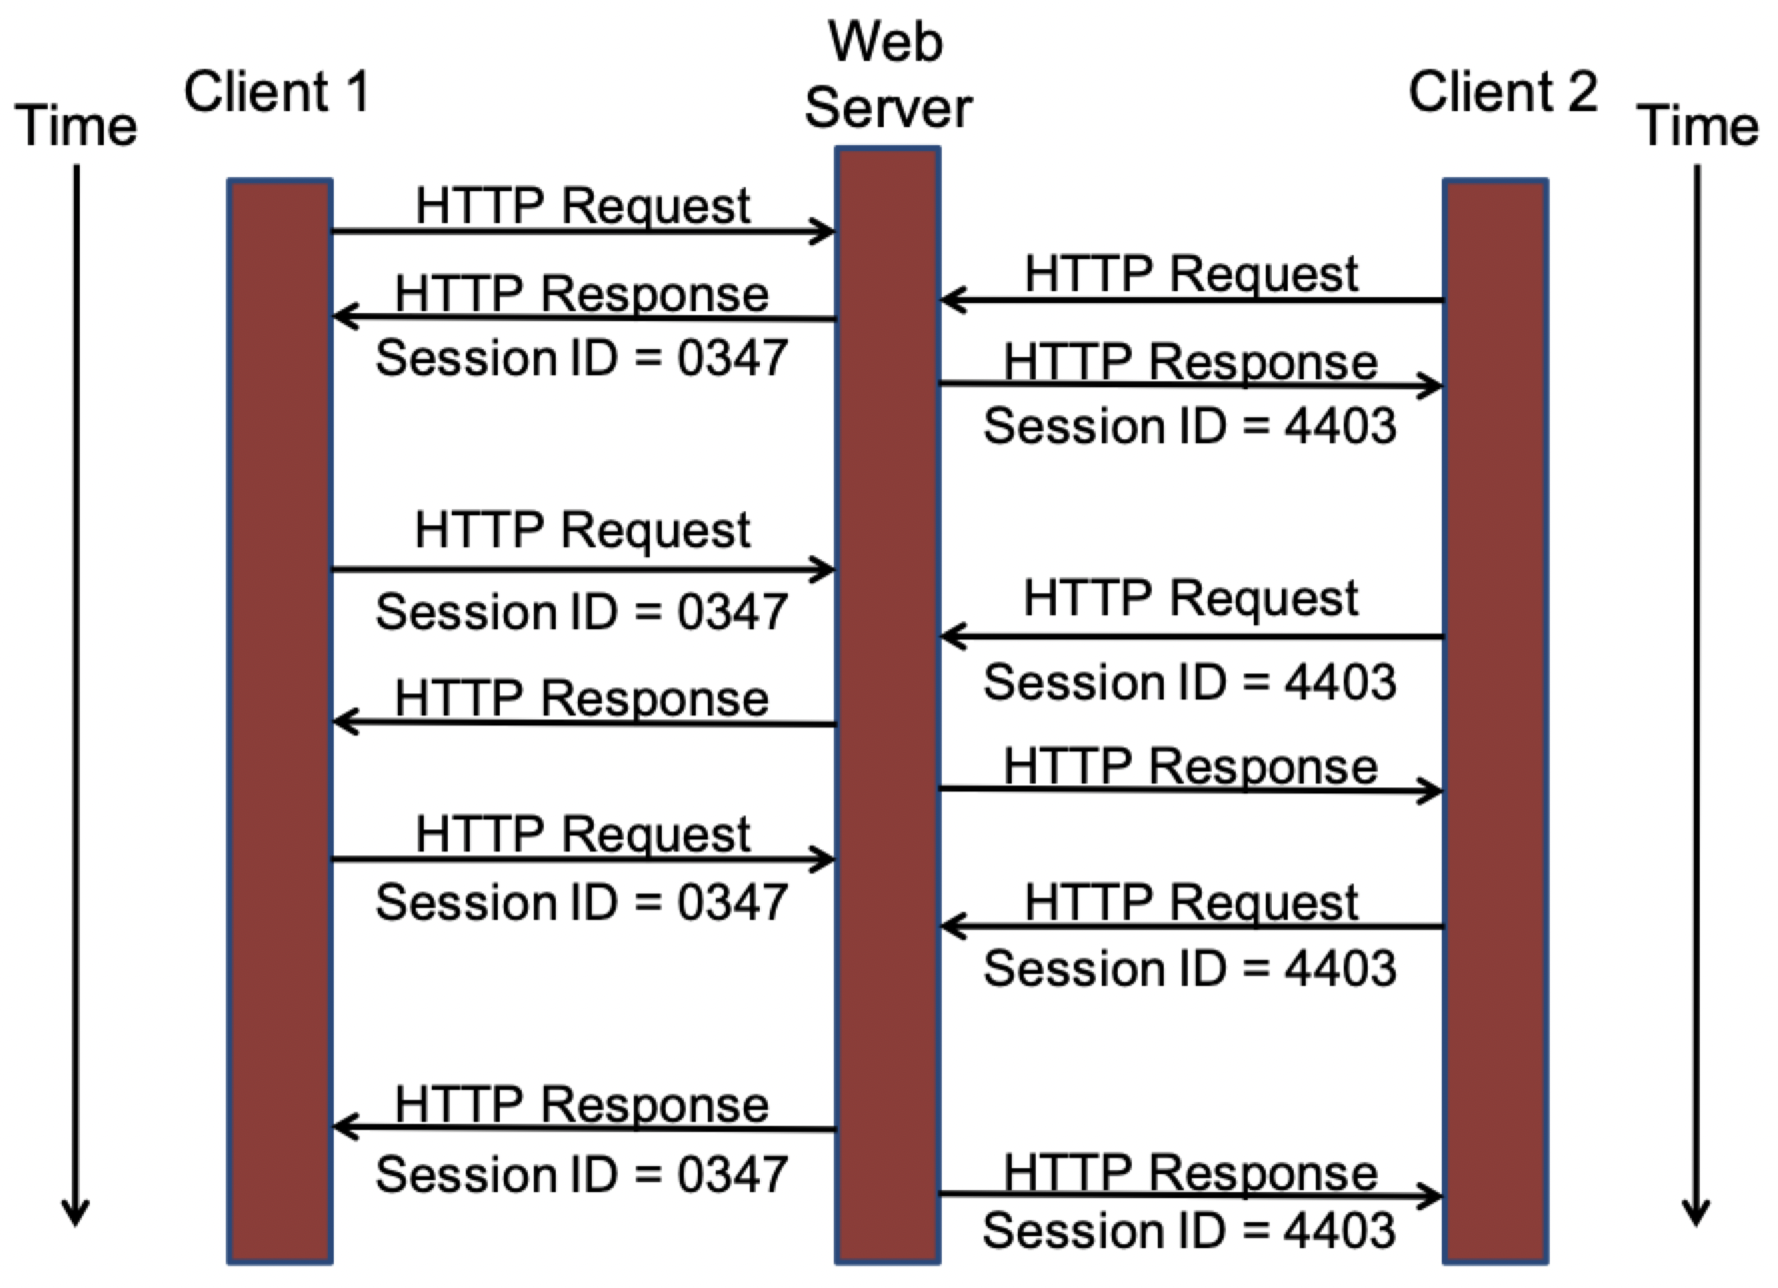 Web
Server
Client 1
Client 2
Time
Time
HTTP Request
HTTP Request
HTTP Response
Session ID = 0347
HTTP Response
Session ID = 4403
HTTP Request
Session ID = 0347
HTTP Request
Session ID = 4403
HTTP Response
HTTP Response
HTTP Request
Session ID = 0347
HTTP Request
Session ID = 4403
HTTP Response
Session ID = 0347
HTTP Response
Session ID = 4403